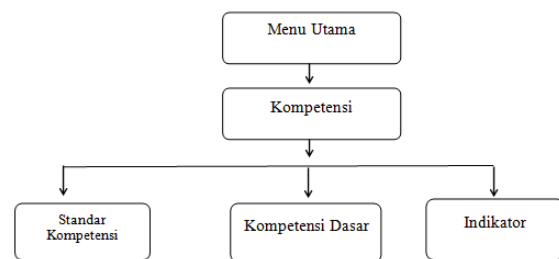 Menu Utama
Kompetensi
Standar
Kompetensi
Kompetensi Dasar
Indikator